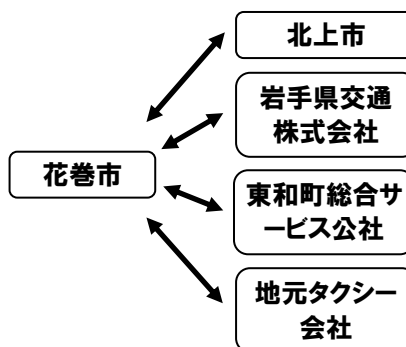 北上市
岩手県交通
株式会社
花巻市
東和町総合サ
ービス公社
地元タクシー
会社